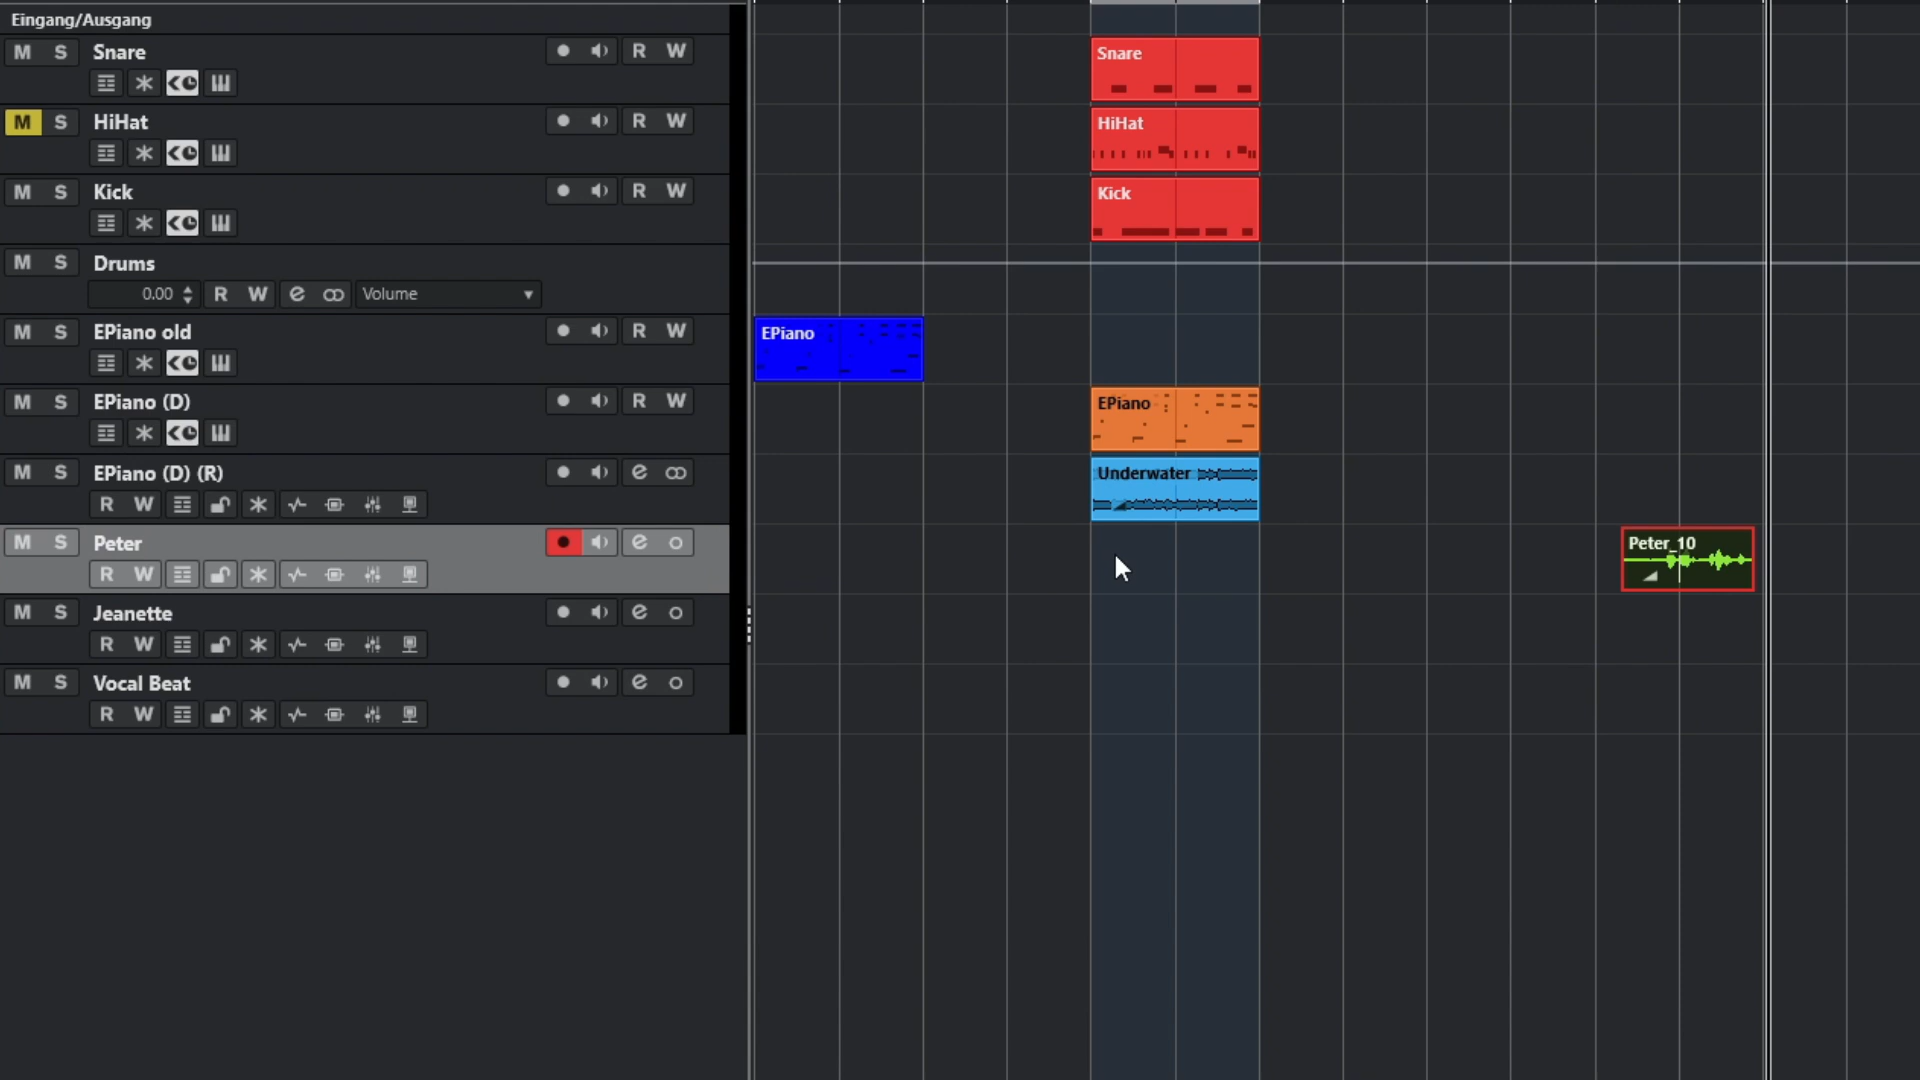 Eingang/Ausgang
M S Snare R W
M S HiHat R W
M S Kick R W
M S Drums
0.00 R W e Volume
M S EPiano old R W
M S EPiano (D) R W
M S EPiano (D) (R) e
R W
M S Peter e
R W
M S Jeanette e
R W
M S Vocal Beat e
R W
Snare
HiHat
Kick
EPiano
EPiano
Underwater
Peter_10